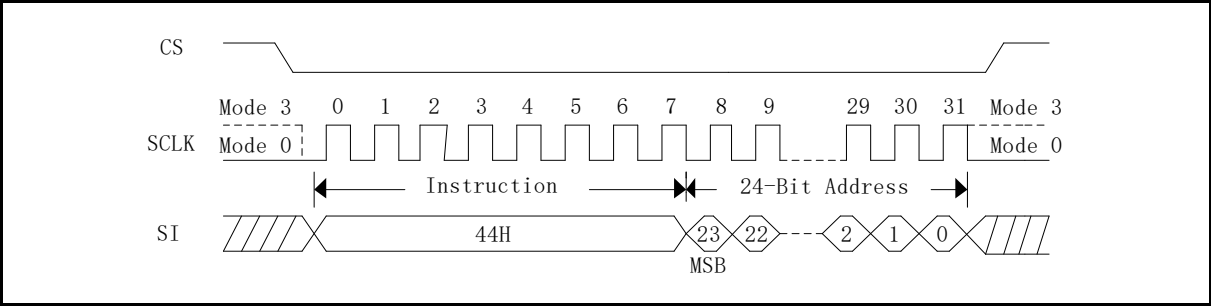 CS
Mode 3 0 1 2 3 4 5 6 7 8 9 29 30 31 Mode 3
SCLK Mode 0 Mode 0
Instruction 24-Bit Address
SI 44H 23 22 2 1 0
MSB